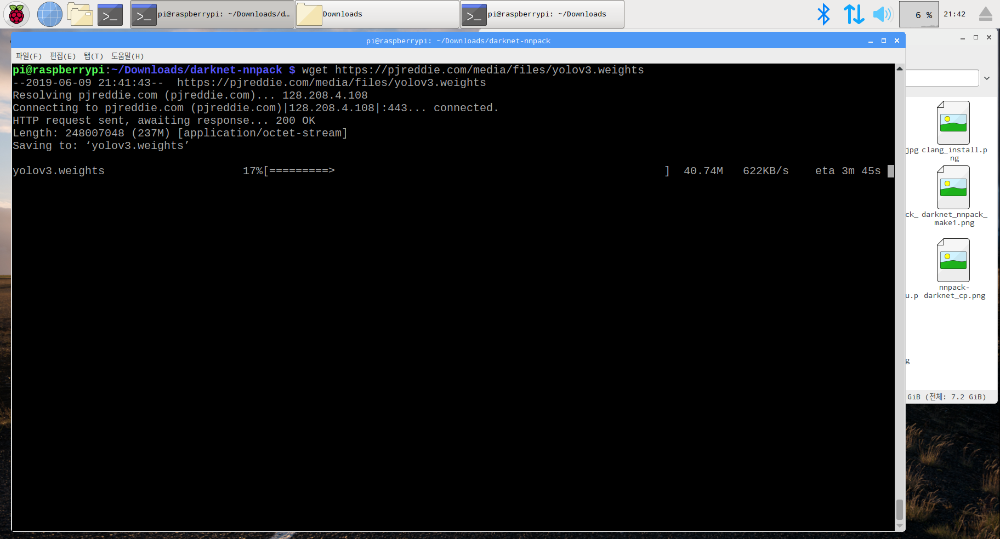 pi@raspberrypi: ~/Downloads/d...
Downloads
pi@raspberrypi: ~/Downloads
6 %
21:42
pi@raspberrypi: ~/Downloads/darknet-nnpack
파일(F) 편집(E) 탭(T) 도움말(H)
pi@raspberrypi:~/Downloads/darknet-nnpack $ wget https://pjreddie.com/media/files/yolov3.weights
--2019-06-09 21:41:43--  https://pjreddie.com/media/files/yolov3.weights
Resolving pjreddie.com (pjreddie.com)... 128.208.4.108
Connecting to pjreddie.com (pjreddie.com)|128.208.4.108|:443... connected.
HTTP request sent, awaiting response... 200 OK
Length: 248007048 (237M) [application/octet-stream]
Saving to: ‘yolov3.weights’
yolov3.weights 17%[=========> ] 40.74M 622KB/s eta 3m 45s
jpg clang_install.p
ng
ck_ darknet_nnpack_
make1.png
nnpack-
u.p darknet_cp.png
g
GiB (전체: 7.2 GiB)